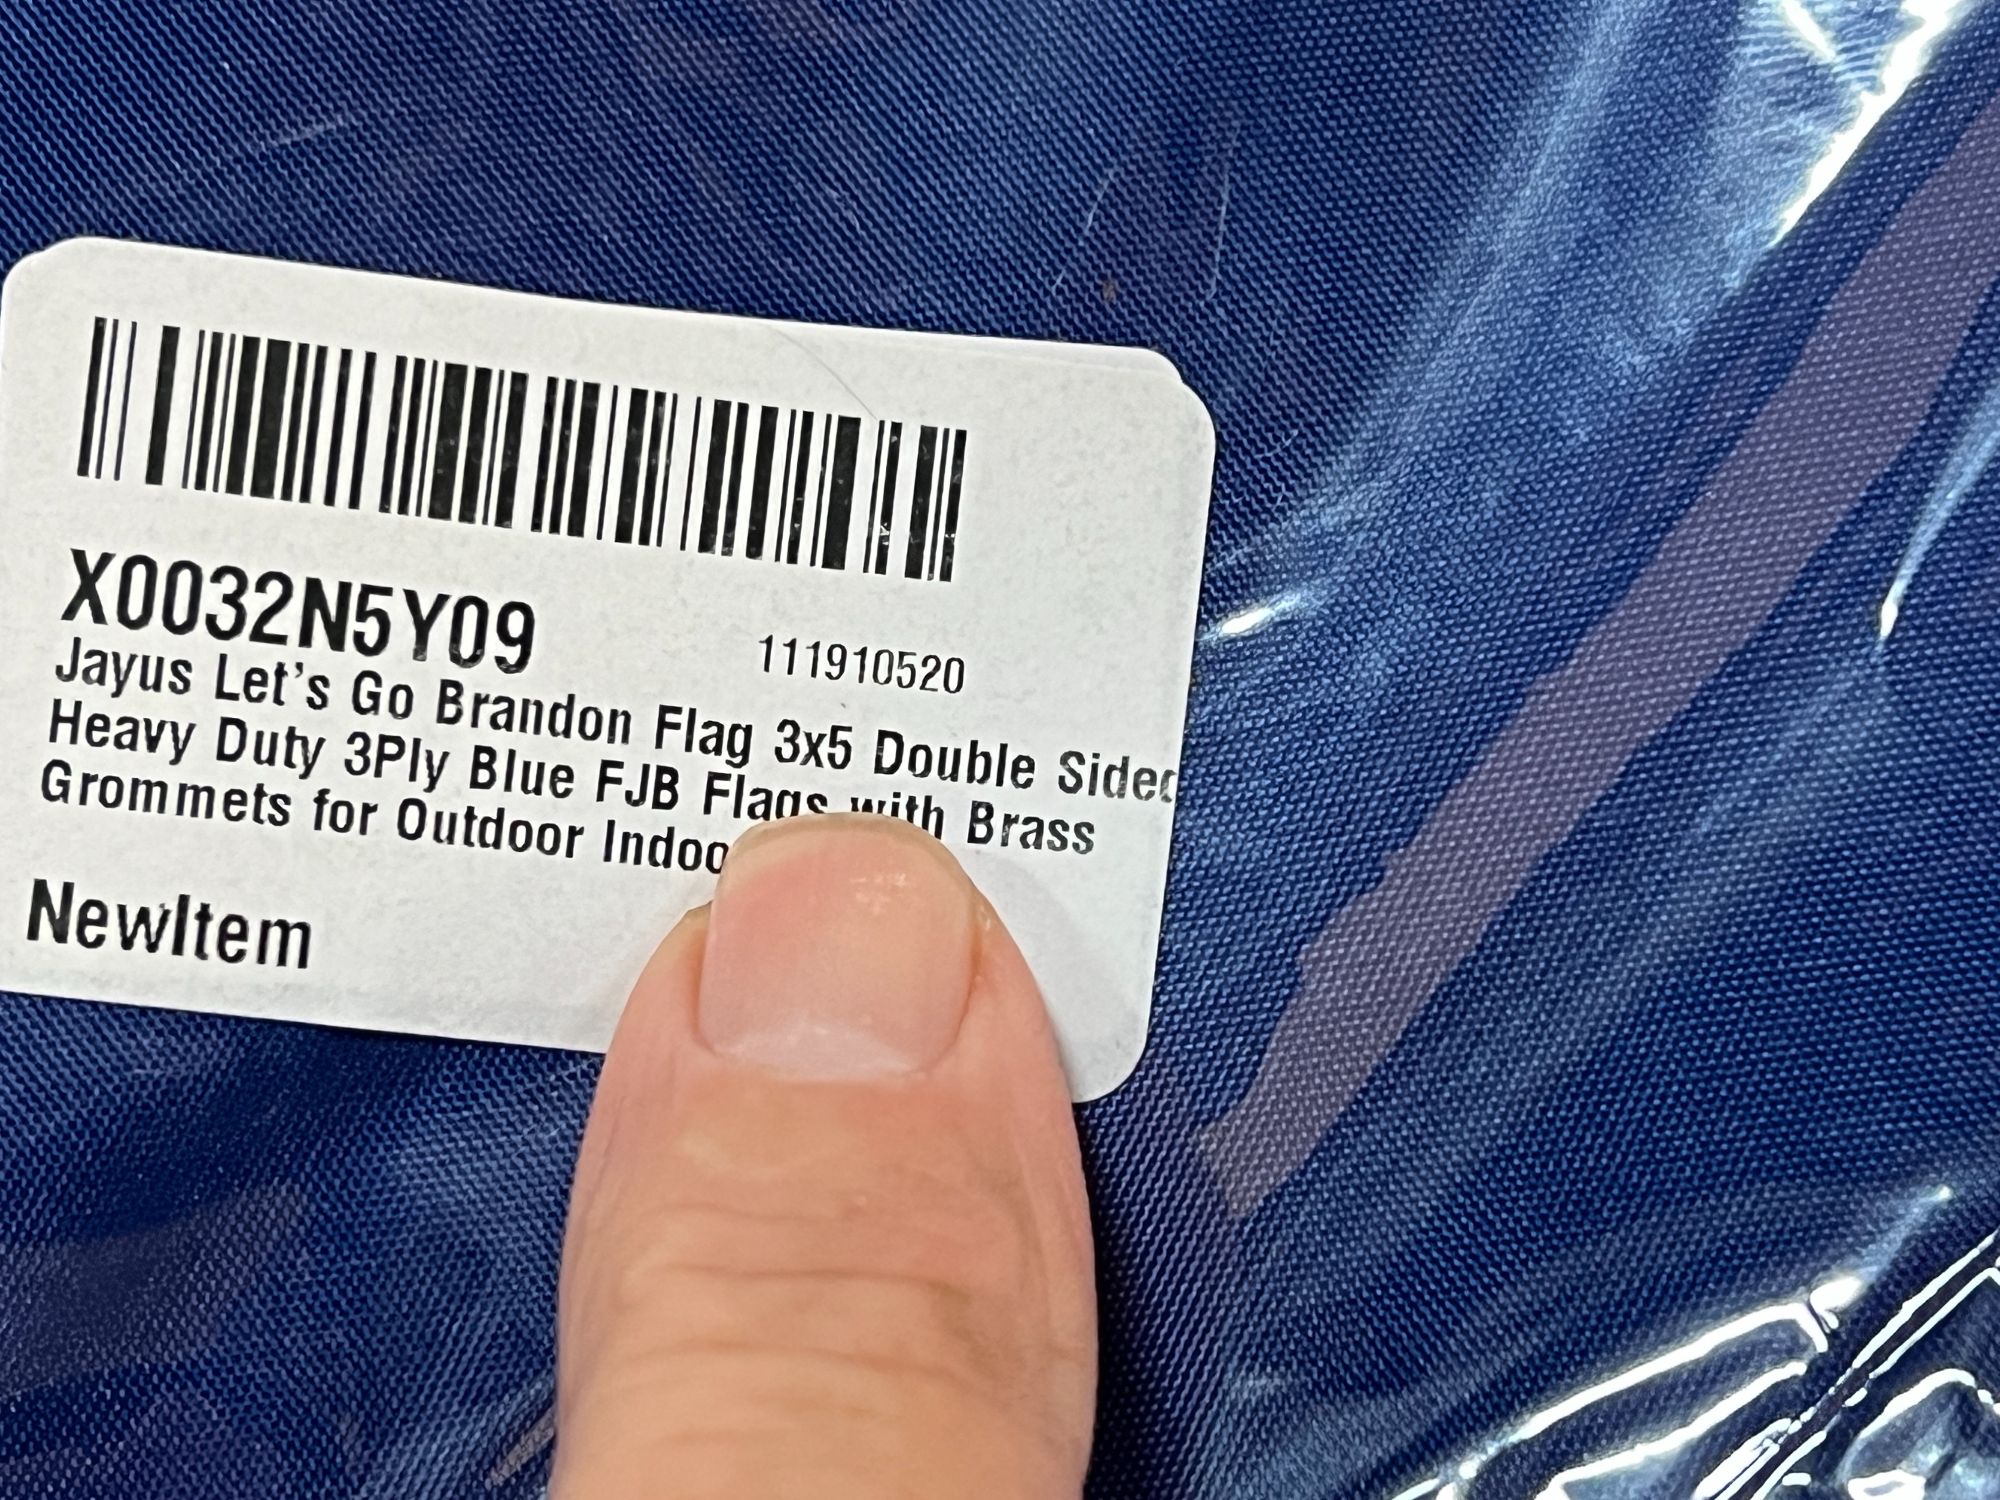 X0032N5Y09 111910520
Jayus Let's Go Brandon Flag 3x5 Double Sided
Heavy Duty 3Ply Blue FJB Flags with Brass
Grommets for Outdoor
NewItem